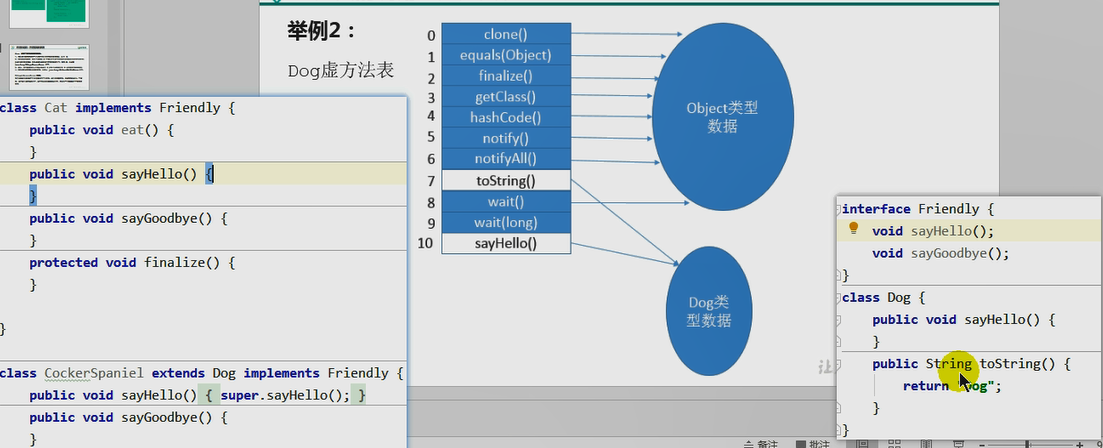 举例2：
Dog虚方法表
0 clone()
1 equals(Object)
2 finalize()
3 getClass()
4 hashCode()
5 notify()
6 notifyAll()
7 toString()
8 wait()
9 wait(long)
10 sayHello()
Object类型
数据
Dog类
型数据
class Cat implements Friendly {
public void eat() {
}
public void sayHello() {
}
public void sayGoodbye() {
}
protected void finalize() {
}
}
class CockerSpaniel extends Dog implements Friendly {
public void sayHello() { super.sayHello(); }
public void sayGoodbye() {
}
interface Friendly {
void sayHello();
void sayGoodbye();
}
class Dog {
public void sayHello() {
}
public String toString() {
return "Dog";
}
}
让
备注
批注